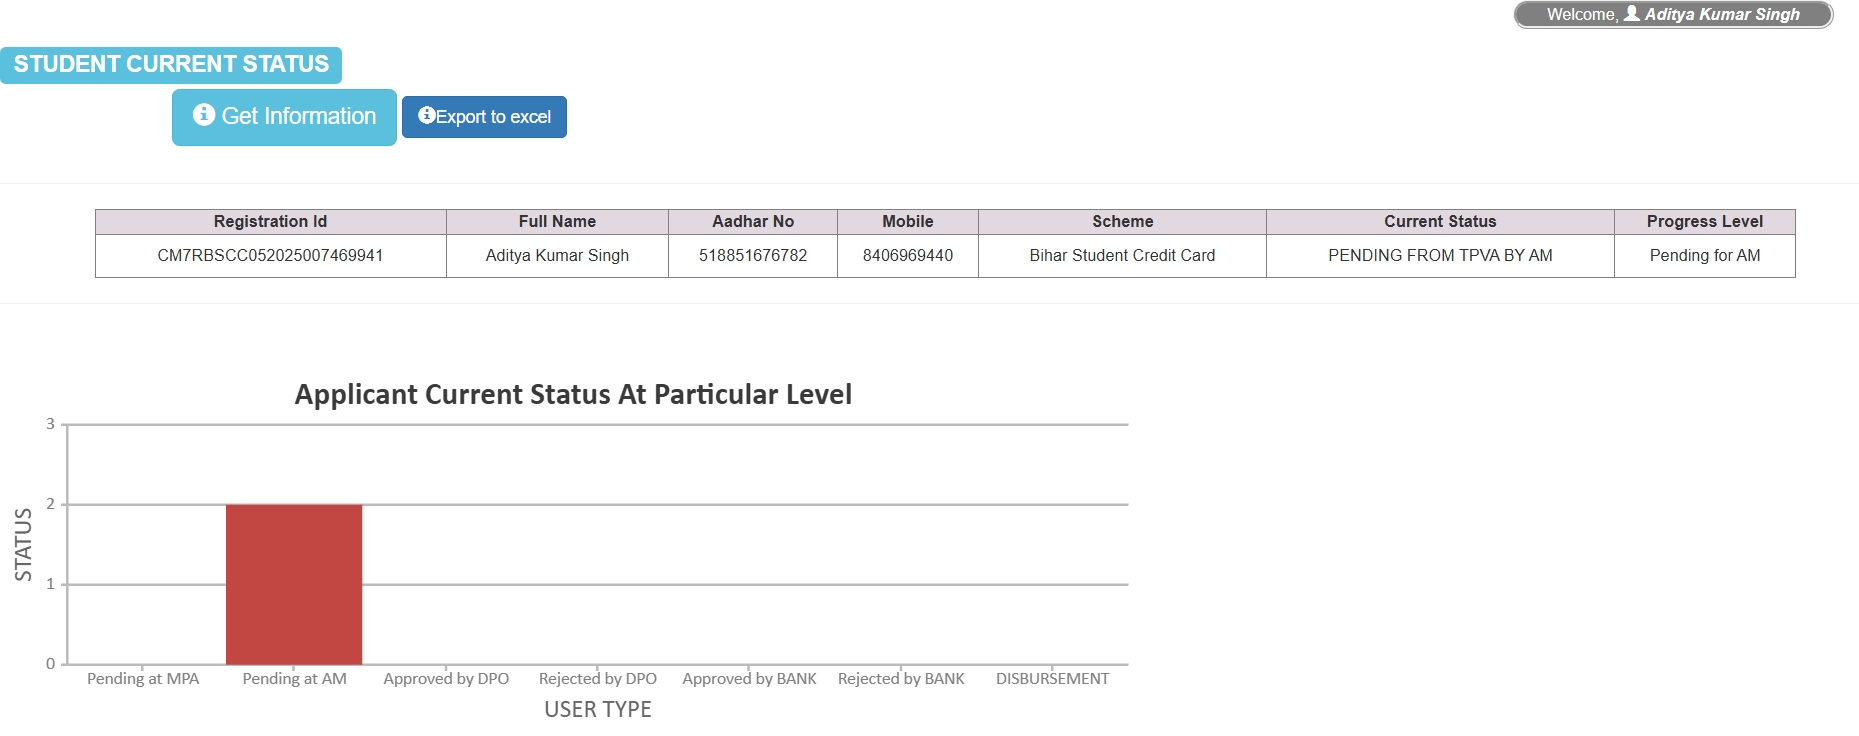 Welcome, Aditya Kumar Singh
STUDENT CURRENT STATUS
Get Information Export to excel
Registration Id Full Name Aadhar No Mobile Scheme Current Status Progress Level
CM7RBSCC052025007469941 Aditya Kumar Singh 518851676782 8406969440 Bihar Student Credit Card PENDING FROM TPVA BY AM Pending for AM
Applicant Current Status At Particular Level
3
2
1
0
STATUS
Pending at MPA Pending at AM Approved by DPO Rejected by DPO Approved by BANK Rejected by BANK DISBURSEMENT
USER TYPE